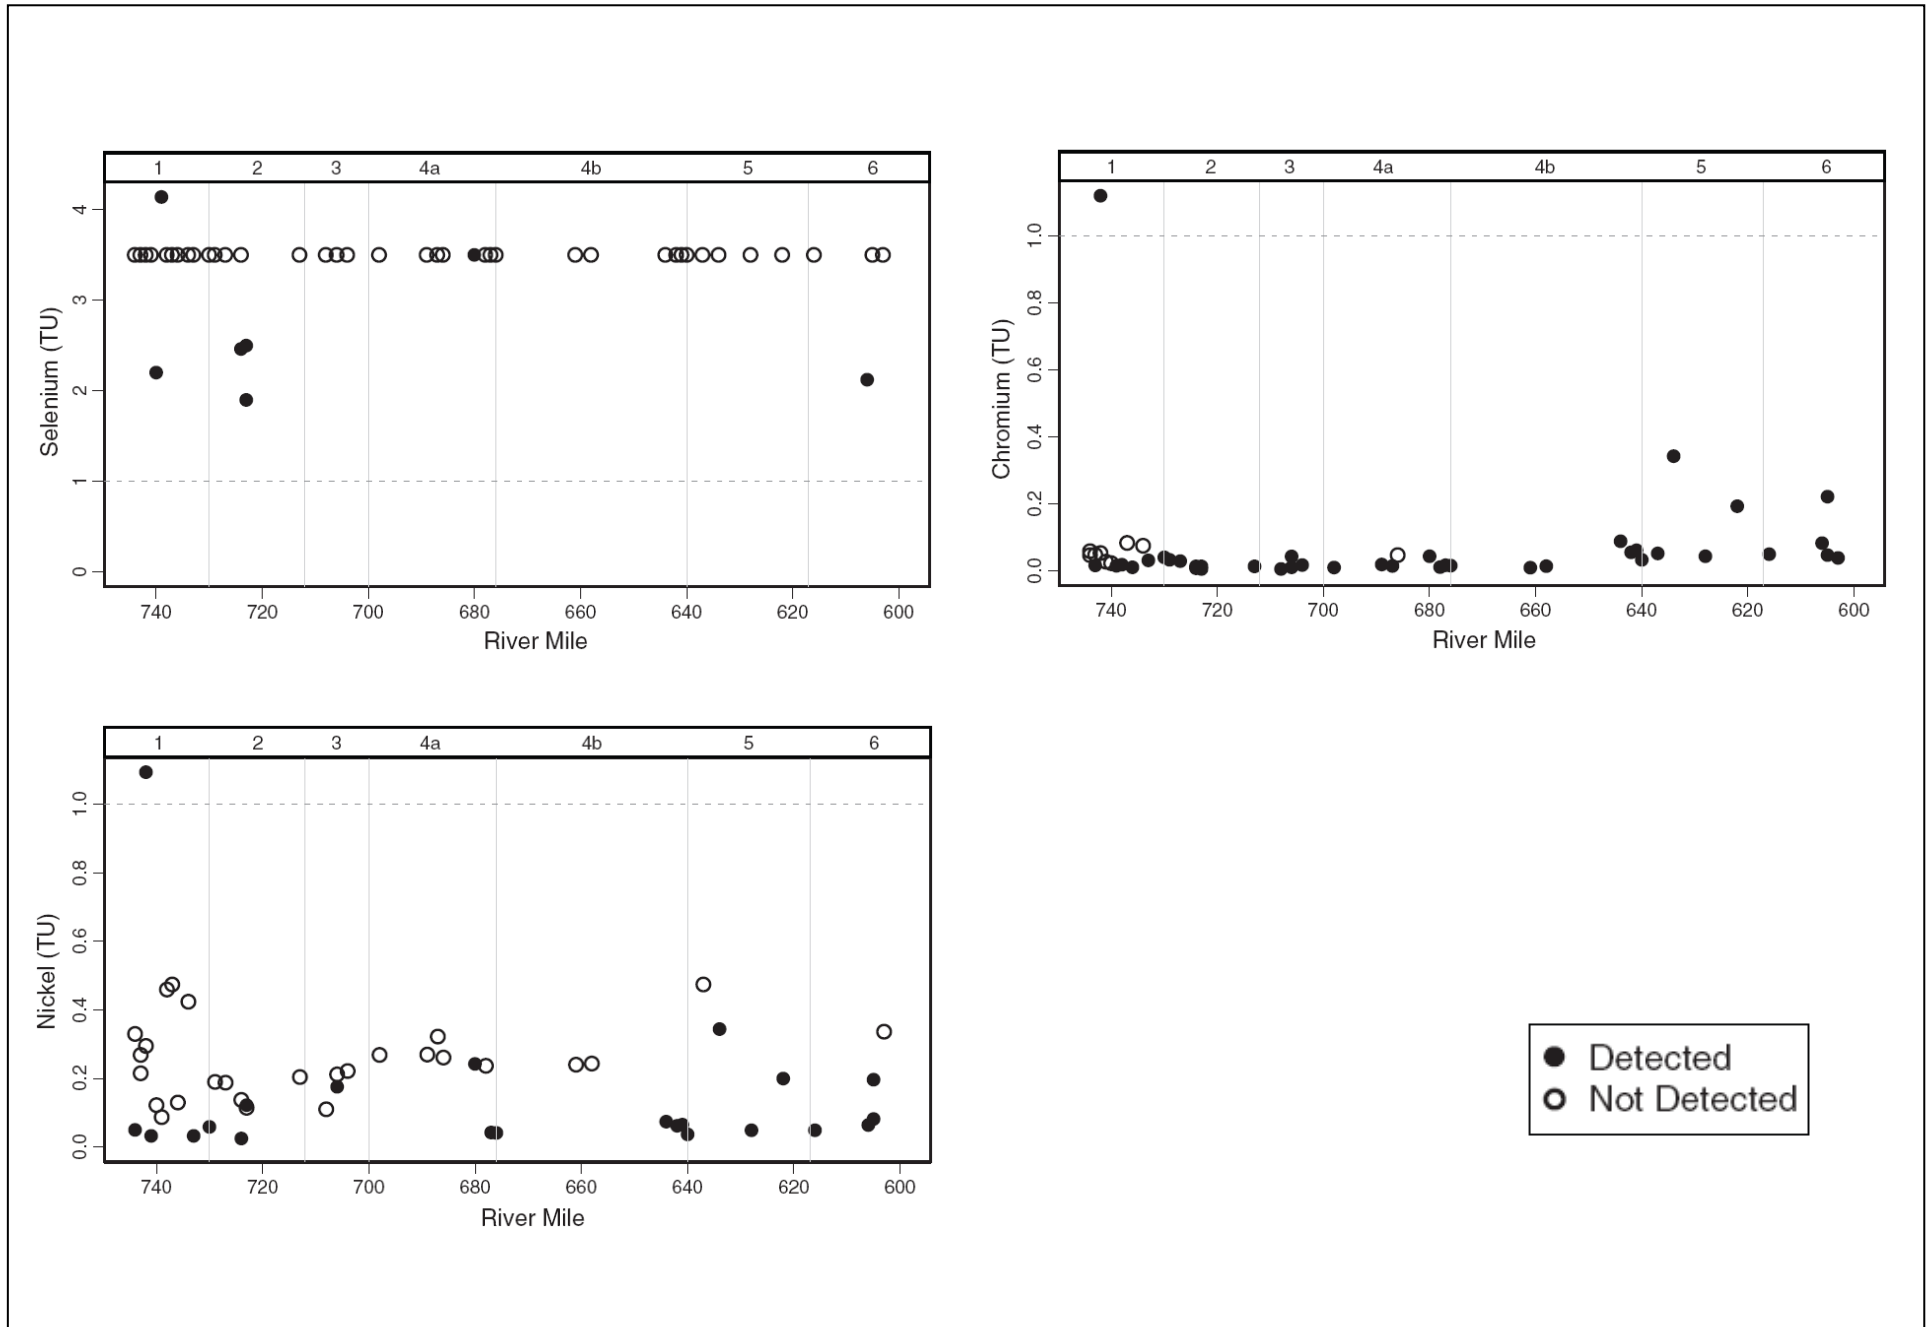 1 2 3 4a 4b 5 6
4
3
2
1
0
Selenium (TU)
740 720 700 680 660 640 620 600
River Mile
1 2 3 4a 4b 5 6
1.0
0.8
0.6
0.4
0.2
0.0
Chromium (TU)
740 720 700 680 660 640 620 600
River Mile
1 2 3 4a 4b 5 6
1.0
0.8
0.6
0.4
0.2
0.0
Nickel (TU)
740 720 700 680 660 640 620 600
River Mile
Detected
Not Detected